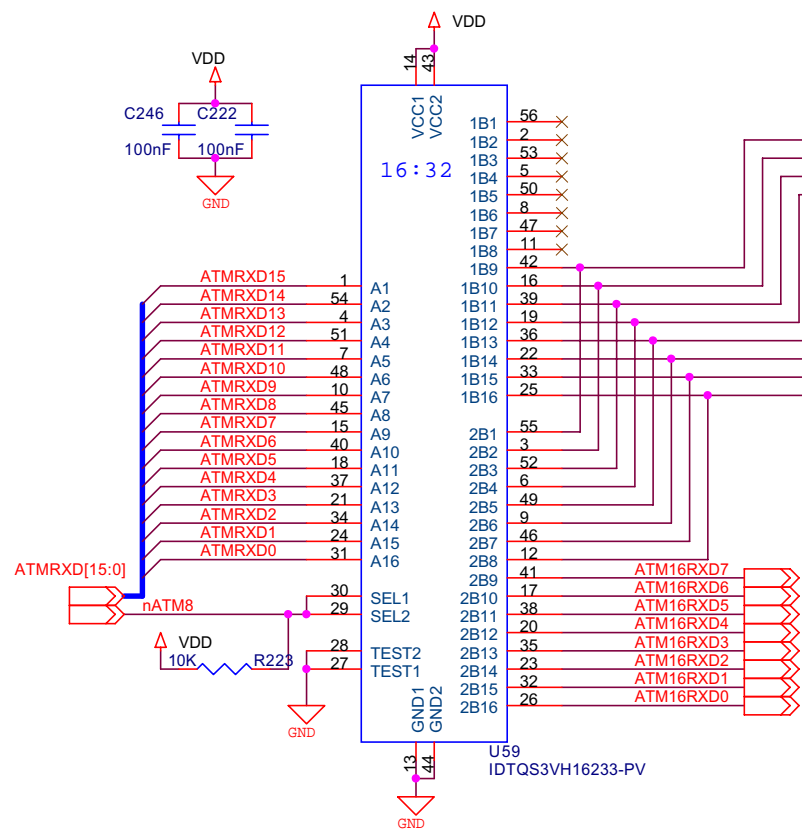 VDD
VDD
14
43
C246
C222
100nF
100nF
GND
VCC1
VCC2
16:32
1B1
56
1B2
2
1B3
53
1B4
5
1B5
50
1B6
8
1B7
47
1B8
11
1B9
42
1B10
16
1B11
39
1B12
19
1B13
36
1B14
22
1B15
33
1B16
25
ATMRXD15
1
A1
ATMRXD14
54
A2
ATMRXD13
4
A3
ATMRXD12
51
A4
ATMRXD11
7
A5
ATMRXD10
48
A6
ATMRXD9
10
A7
ATMRXD8
45
A8
ATMRXD7
15
A9
ATMRXD6
40
A10
ATMRXD5
18
A11
ATMRXD4
37
A12
ATMRXD3
21
A13
ATMRXD2
34
A14
ATMRXD1
24
A15
ATMRXD0
31
A16
2B1
55
2B2
3
2B3
52
2B4
6
2B5
49
2B6
9
2B7
46
2B8
12
2B9
41
ATM16RXD7
2B10
17
ATM16RXD6
2B11
38
ATM16RXD5
2B12
20
ATM16RXD4
2B13
35
ATM16RXD3
2B14
23
ATM16RXD2
2B15
32
ATM16RXD1
2B16
26
ATM16RXD0
ATMRXD[15:0]
nATM8
30
SEL1
29
SEL2
VDD
10K
R223
28
TEST2
27
TEST1
GND
GND1
GND2
13
44
GND
U59
IDTQS3VH16233-PV